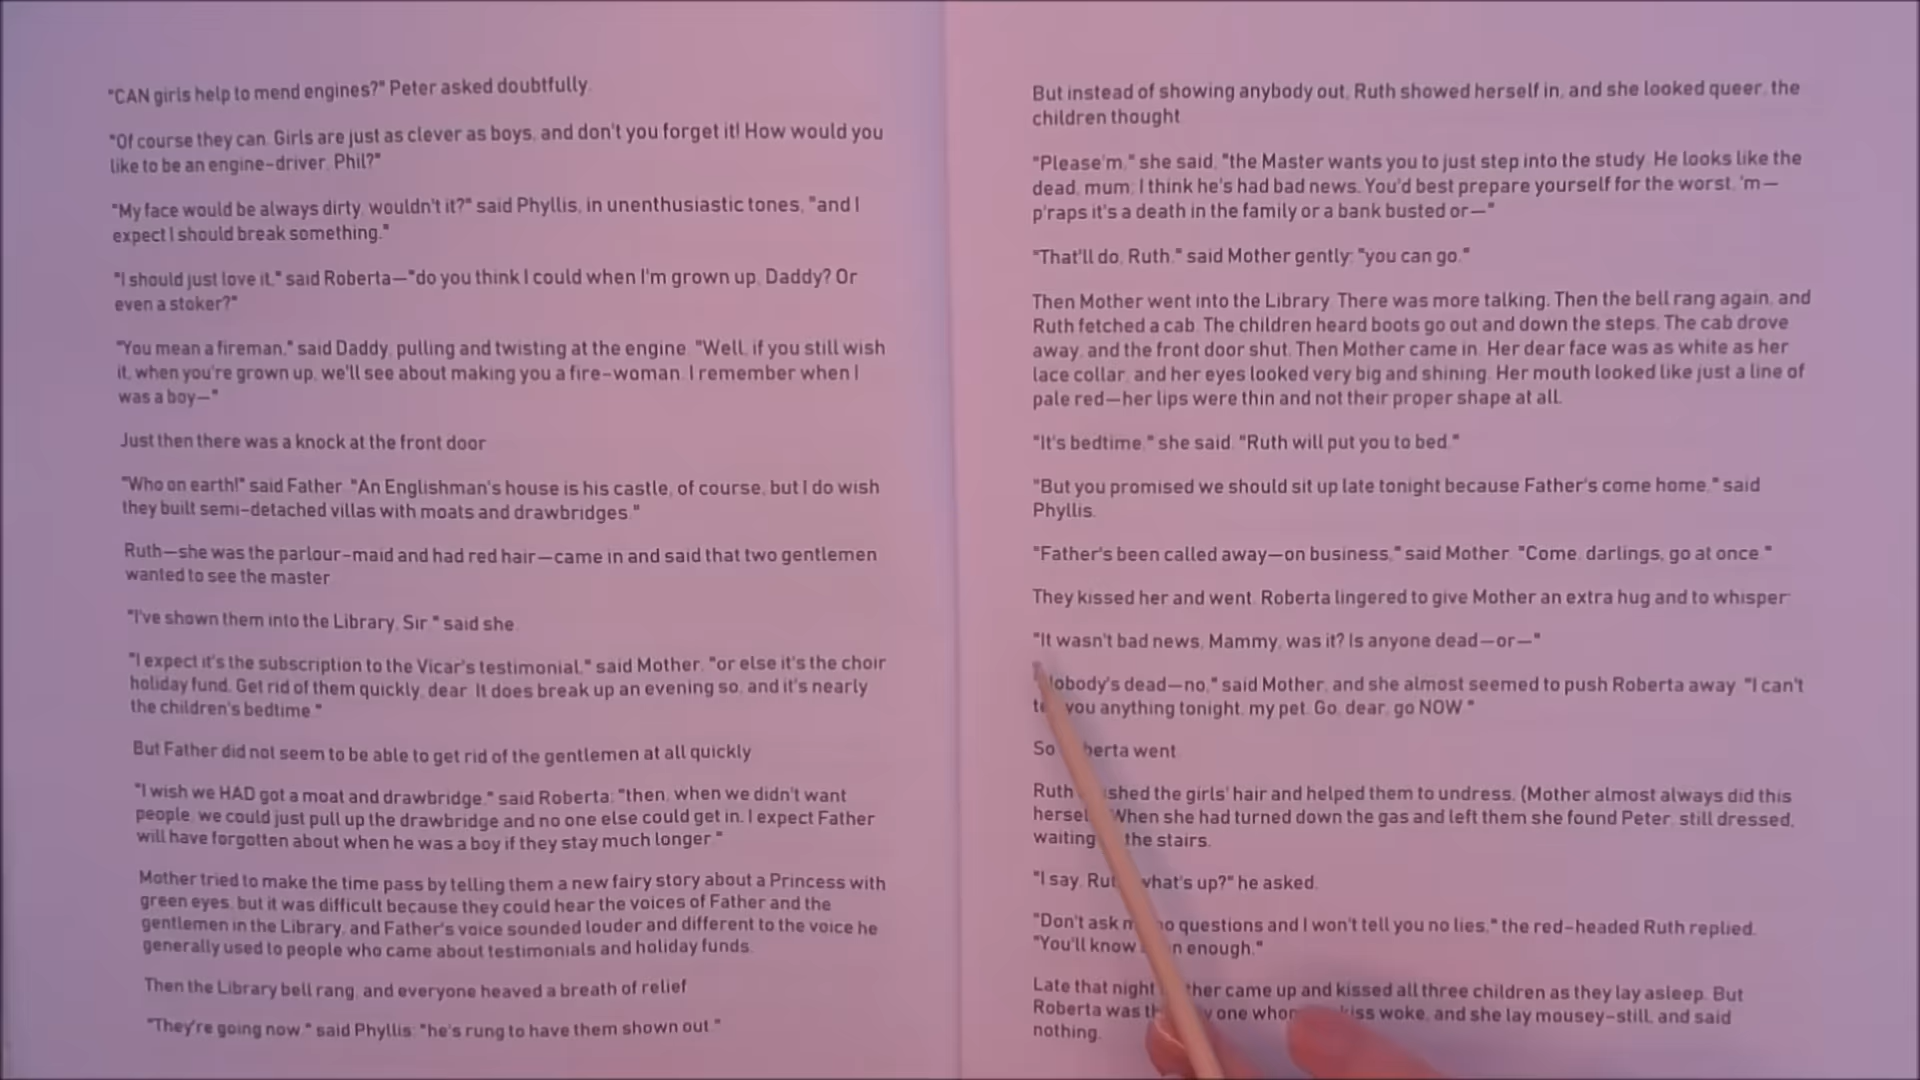 "CAN girls help to mend engines?" Peter asked doubtfully.
"Of course they can. Girls are just as clever as boys, and don't you forget it! How would you
like to be an engine-driver, Phil?"
"My face would be always dirty, wouldn't it?" said Phyllis, in unenthusiastic tones, "and I
expect I should break something."
"I should just love it," said Roberta—"do you think I could when I'm grown up, Daddy? Or
even a stoker?"
"You mean a fireman," said Daddy, pulling and twisting at the engine. "Well, if you still wish
it, when you're grown up, we'll see about making you a fire-woman. I remember when I
was a boy—"
Just then there was a knock at the front door.
"Who on earth!" said Father. "An Englishman's house is his castle, of course, but I do wish
they built semi-detached villas with moats and drawbridges."
Ruth—she was the parlour-maid and had red hair—came in and said that two gentlemen
wanted to see the master.
"I've shown them into the Library, Sir," said she.
"I expect it's the subscription to the Vicar's testimonial," said Mother, "or else it's the choir
holiday fund. Get rid of them quickly, dear. It does break up an evening so, and it's nearly
the children's bedtime."
But Father did not seem to be able to get rid of the gentlemen at all quickly.
"I wish we HAD got a moat and drawbridge," said Roberta; "then, when we didn't want
people, we could just pull up the drawbridge and no one else could get in. I expect Father
will have forgotten about when he was a boy if they stay much longer."
Mother tried to make the time pass by telling them a new fairy story about a Princess with
green eyes, but it was difficult because they could hear the voices of Father and the
gentlemen in the Library, and Father's voice sounded louder and different to the voice he
generally used to people who came about testimonials and holiday funds.
Then the Library bell rang, and everyone heaved a breath of relief.
"They're going now," said Phyllis; "he's rung to have them shown out."
But instead of showing anybody out, Ruth showed herself in, and she looked queer, the
children thought.
"Please'm," she said, "the Master wants you to just step into the study. He looks like the
dead, mum; I think he's had bad news. You'd best prepare yourself for the worst, 'm—
p'raps it's a death in the family or a bank busted or—"
"That'll do, Ruth," said Mother gently; "you can go."
Then Mother went into the Library. There was more talking. Then the bell rang again, and
Ruth fetched a cab. The children heard boots go out and down the steps. The cab drove
away, and the front door shut. Then Mother came in. Her dear face was as white as her
lace collar, and her eyes looked very big and shining. Her mouth looked like just a line of
pale red—her lips were thin and not their proper shape at all.
"It's bedtime," she said. "Ruth will put you to bed."
"But you promised we should sit up late tonight because Father's come home," said
Phyllis.
"Father's been called away—on business," said Mother. "Come, darlings, go at once."
They kissed her and went. Roberta lingered to give Mother an extra hug and to whisper:
"It wasn't bad news, Mammy, was it? Is anyone dead—or—"
obody's dead—no," said Mother, and she almost seemed to push Roberta away. "I can't
you anything tonight, my pet. Go, dear, go NOW."
So berta went.
Ruth shed the girls' hair and helped them to undress. (Mother almost always did this
hersel When she had turned down the gas and left them she found Peter, still dressed,
waiting the stairs.
"I say, Rut what's up?" he asked.
"Don't ask m no questions and I won't tell you no lies," the red-headed Ruth replied.
"You'll know n enough."
Late that night ther came up and kissed all three children as they lay asleep. But
Roberta was th y one whom kiss woke, and she lay mousey-still, and said
nothing.